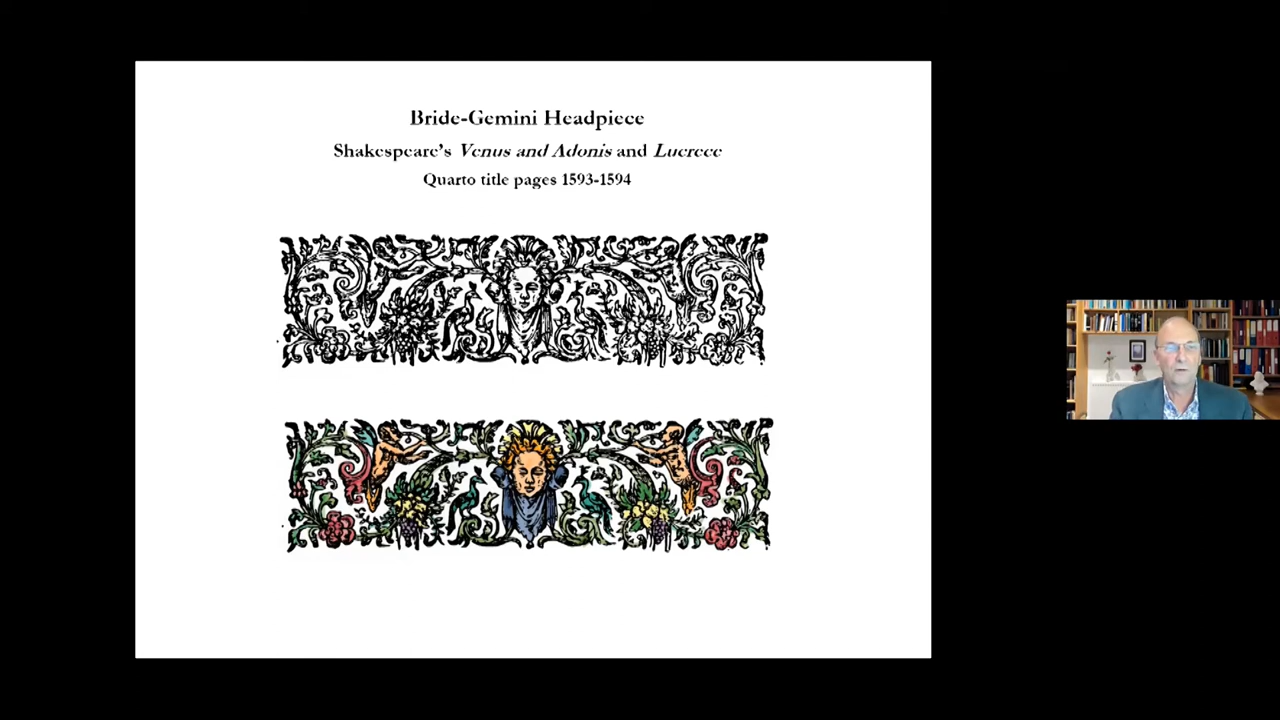 Bride-Gemini Headpiece
Shakespeare's Venus and Adonis and Lucrece
Quarto title pages 1593-1594